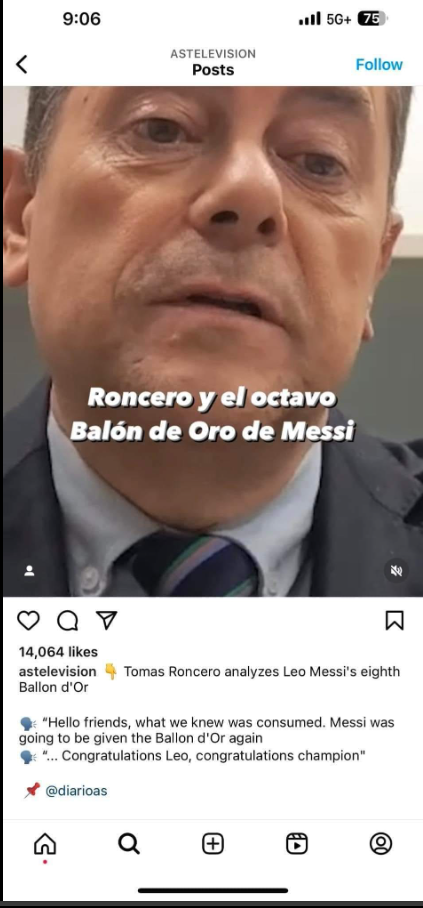 9:06
5G+ 75
ASTELEVISION
Posts
Follow
Roncero y el octavo
Balón de Oro de Messi
14,064 likes
astelevision 👇 Tomas Roncero analyzes Leo Messi's eighth
Ballon d'Or
🗣️ “Hello friends, what we knew was consumed. Messi was
going to be given the Ballon d'Or again
🗣️ “... Congratulations Leo, congratulations champion"
📌 @diarioas